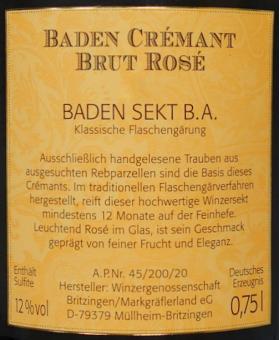 BADEN CRÉMANT
BRUT ROSÉ
BADEN SEKT B.A.
Klassische Flaschengärung
Ausschließlich handgelesene Trauben aus
ausgesuchten Rebparzellen sind die Basis dieses
Crémants. Im traditionellen Flaschengärverfahren
hergestellt, reift dieser hochwertige Winzersekt
mindestens 12 Monate auf der Feinhefe.
Leuchtend Rosé im Glas, ist sein Geschmack
geprägt von feiner Frucht und Eleganz.
Enthält
Sulfite
12 %vol
A.P.Nr. 45/200/20
Hersteller: Winzergenossenschaft
Britzingen/Markgräflerland eG
D-79379 Müllheim-Britzingen
Deutsches
Erzeugnis
0,75 l